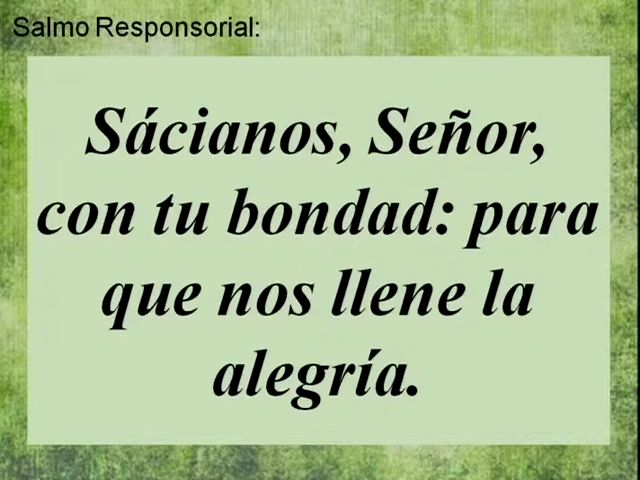 Salmo Responsorial:
Sácianos, Señor,
con tu bondad: para
que nos llene la
alegría.